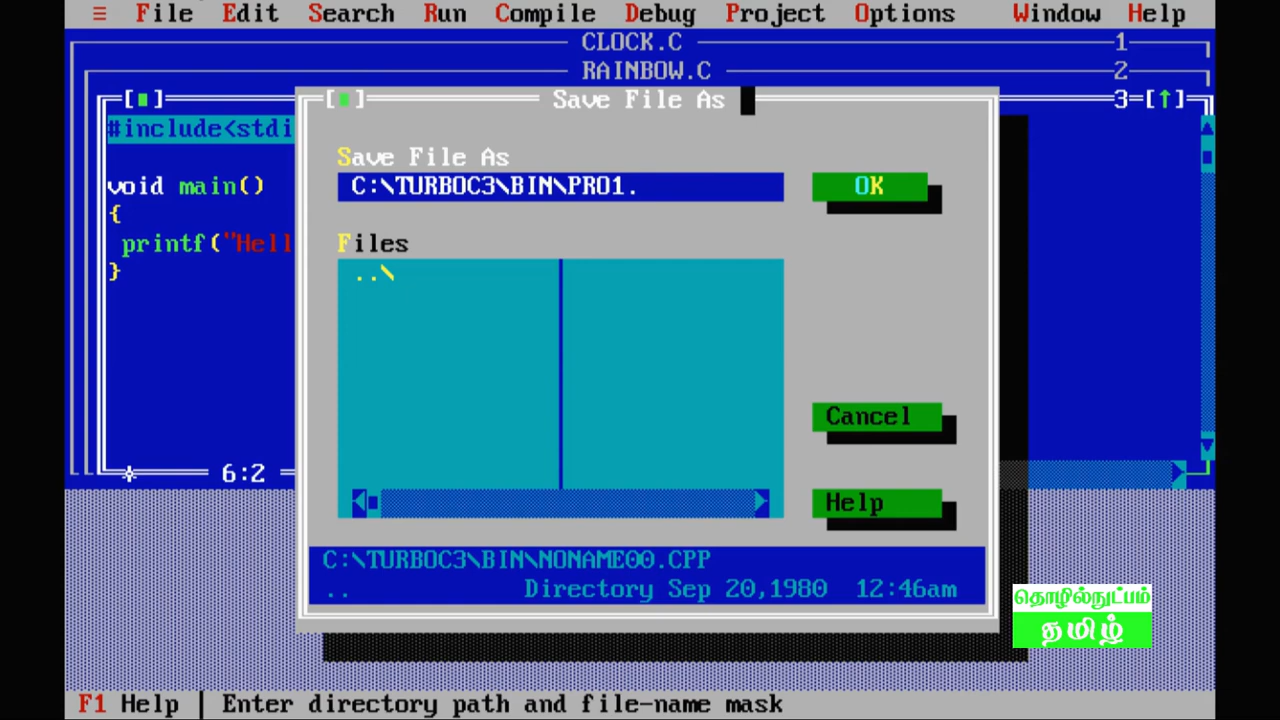 ≡ File Edit Search Run Compile Debug Project Options Window Help
CLOCK.C 1
RAINBOW.C 2
Save File As 3
#include<stdi
void main()
{
printf("Hell
}
6:2
Save File As
C:\TURBOC3\BIN\PRO1.
OK
Files
..\
Cancel
Help
C:\TURBOC3\BIN\NONAME00.CPP
.. Directory Sep 20,1980 12:46am
தொழில்நுட்பம்
தமிழ்
F1 Help | Enter directory path and file-name mask